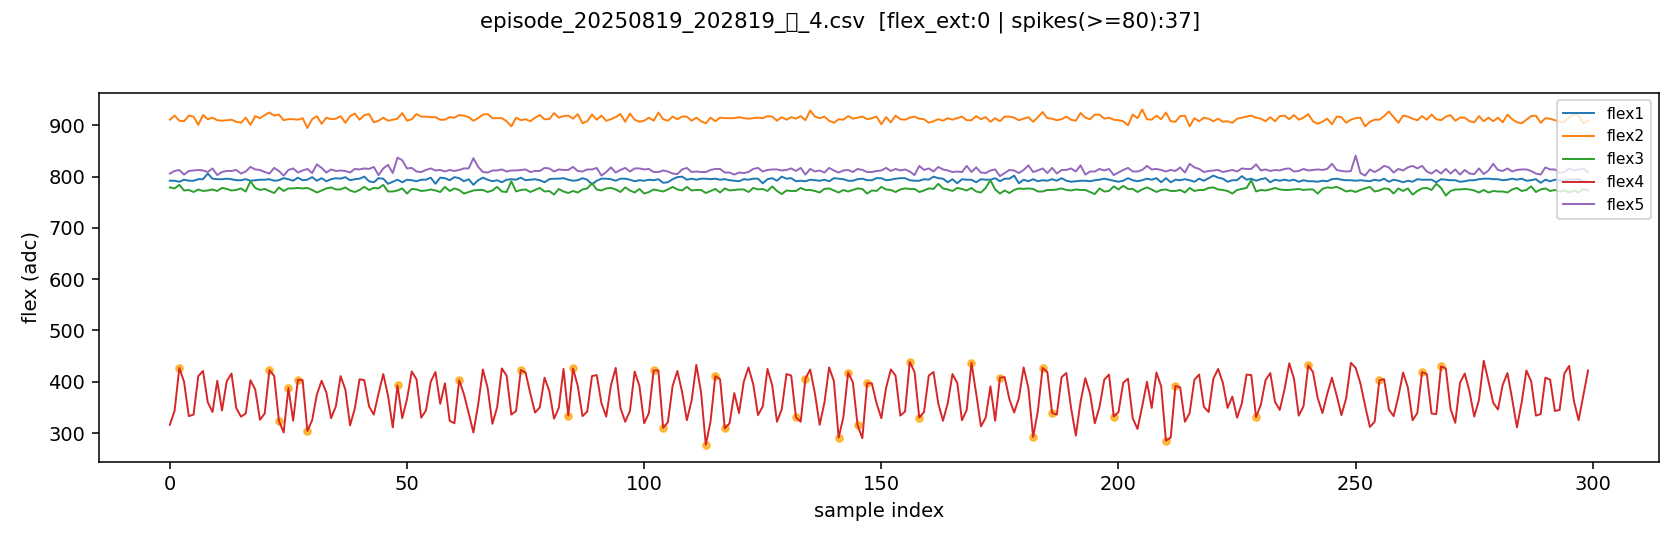 episode_20250819_202819_▯_4.csv [flex_ext:0 | spikes(>=80):37]
flex (adc)
900
800
700
600
500
400
300
flex1
flex2
flex3
flex4
flex5
0
50
100
150
200
250
300
sample index